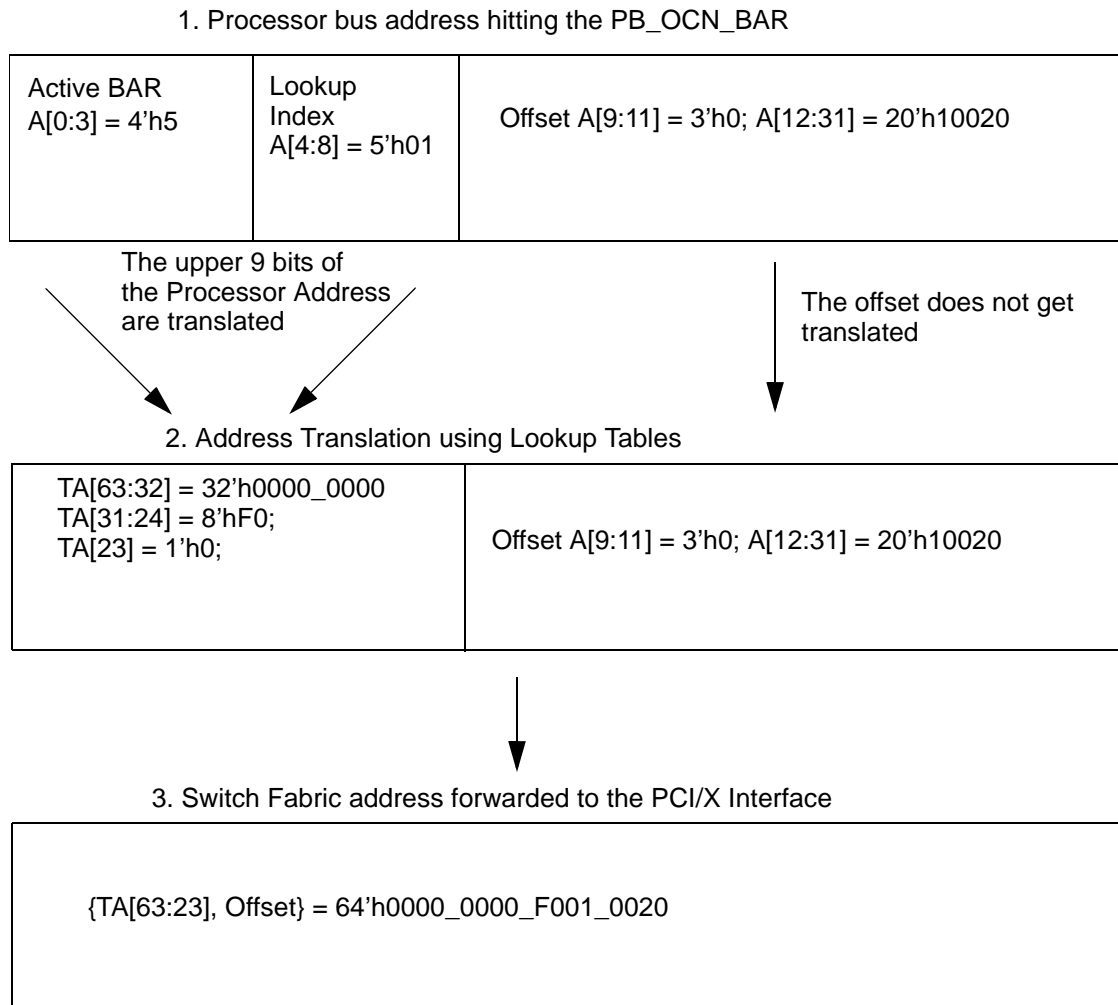 1. Processor bus address hitting the PB_OCN_BAR
Active BAR
A[0:3] = 4’h5
Lookup
Index
A[4:8] = 5’h01
Offset A[9:11] = 3’h0; A[12:31] = 20’h10020
The upper 9 bits of
the Processor Address
are translated
The offset does not get
translated
2. Address Translation using Lookup Tables
TA[63:32] = 32’h0000_0000
TA[31:24] = 8’hF0;
TA[23] = 1’h0;
Offset A[9:11] = 3’h0; A[12:31] = 20’h10020
3. Switch Fabric address forwarded to the PCI/X Interface
{TA[63:23], Offset} = 64’h0000_0000_F001_0020